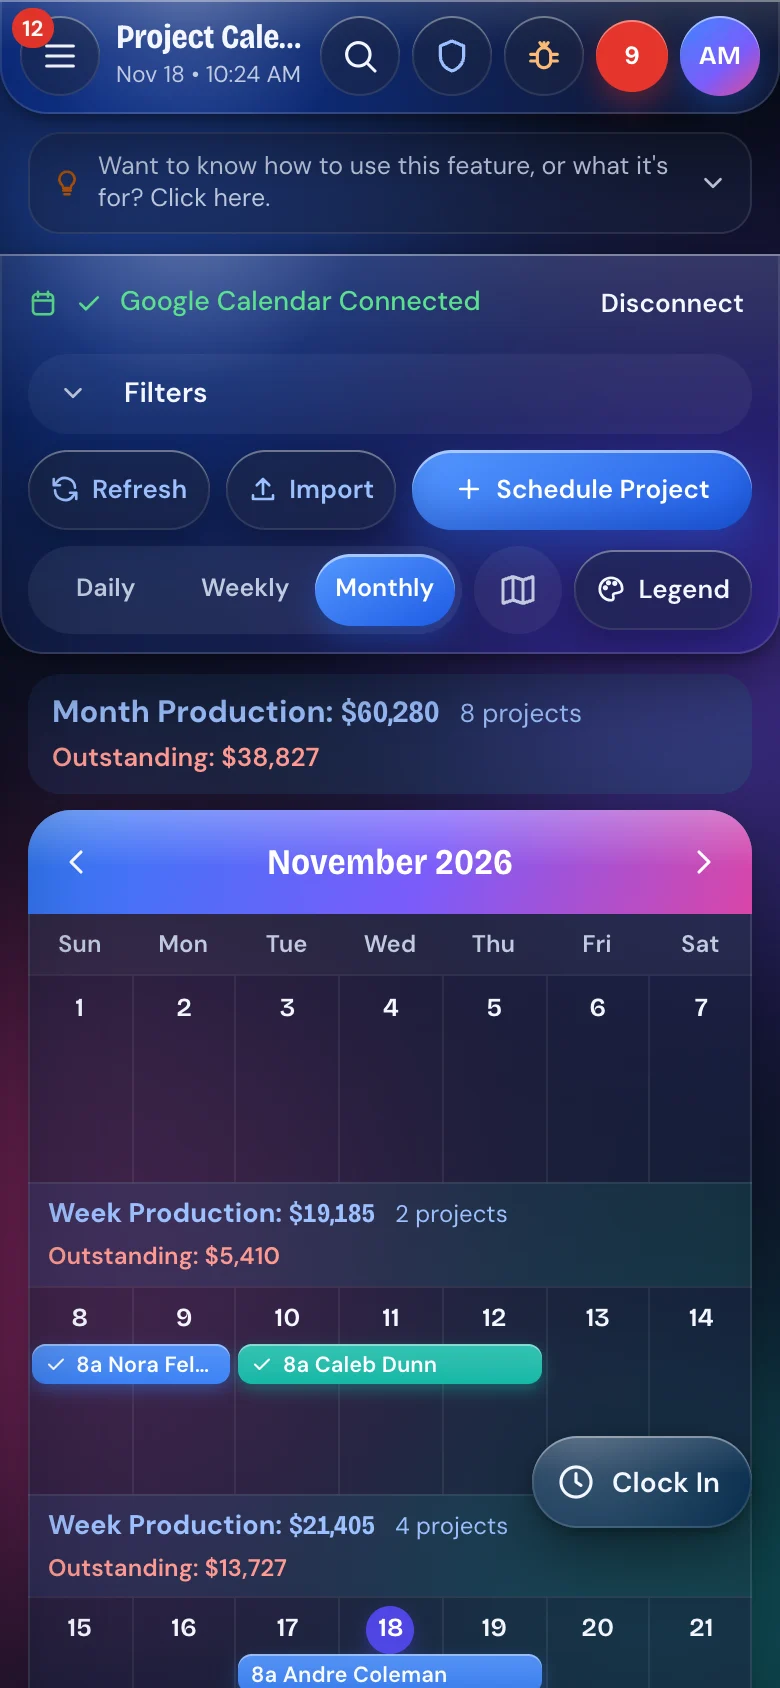 12
Project Cale...
Nov 18 • 10:24 AM
9
AM
Want to know how to use this feature, or what it's
for? Click here.
Google Calendar Connected
Disconnect
Filters
Refresh
Import
Schedule Project
Daily
Weekly
Monthly
Legend
Month Production: $60,280 8 projects
Outstanding: $38,827
November 2026
Sun Mon Tue Wed Thu Fri Sat
1 2 3 4 5 6 7
Week Production: $19,185 2 projects
Outstanding: $5,410
8 9 10 11 12 13 14
8a Nora Fel...
8a Caleb Dunn
Clock In
Week Production: $21,405 4 projects
Outstanding: $13,727
15 16 17 18 19 20 21
8a Andre Coleman